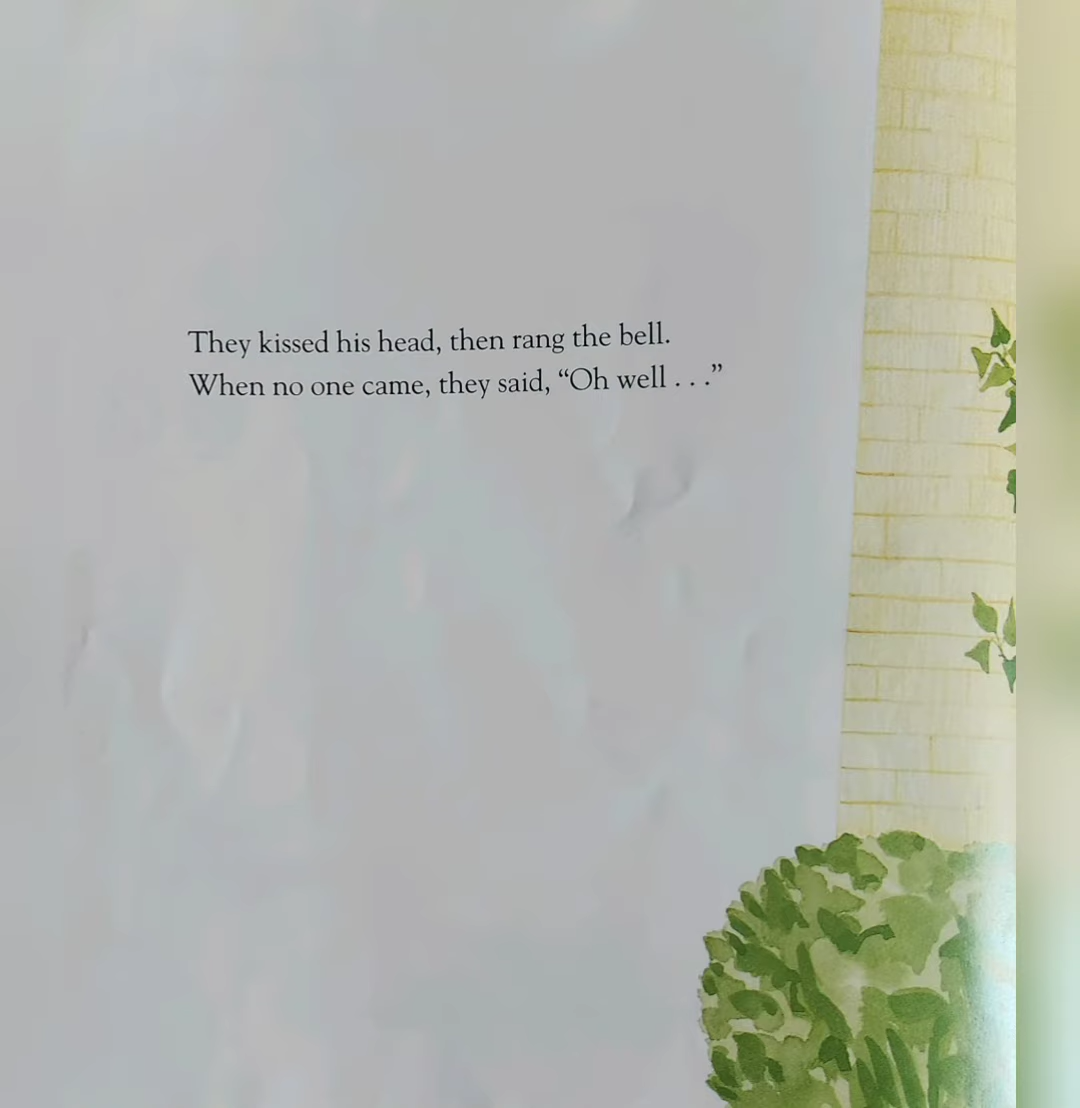 They kissed his head, then rang the bell.
When no one came, they said, “Oh well . . .”